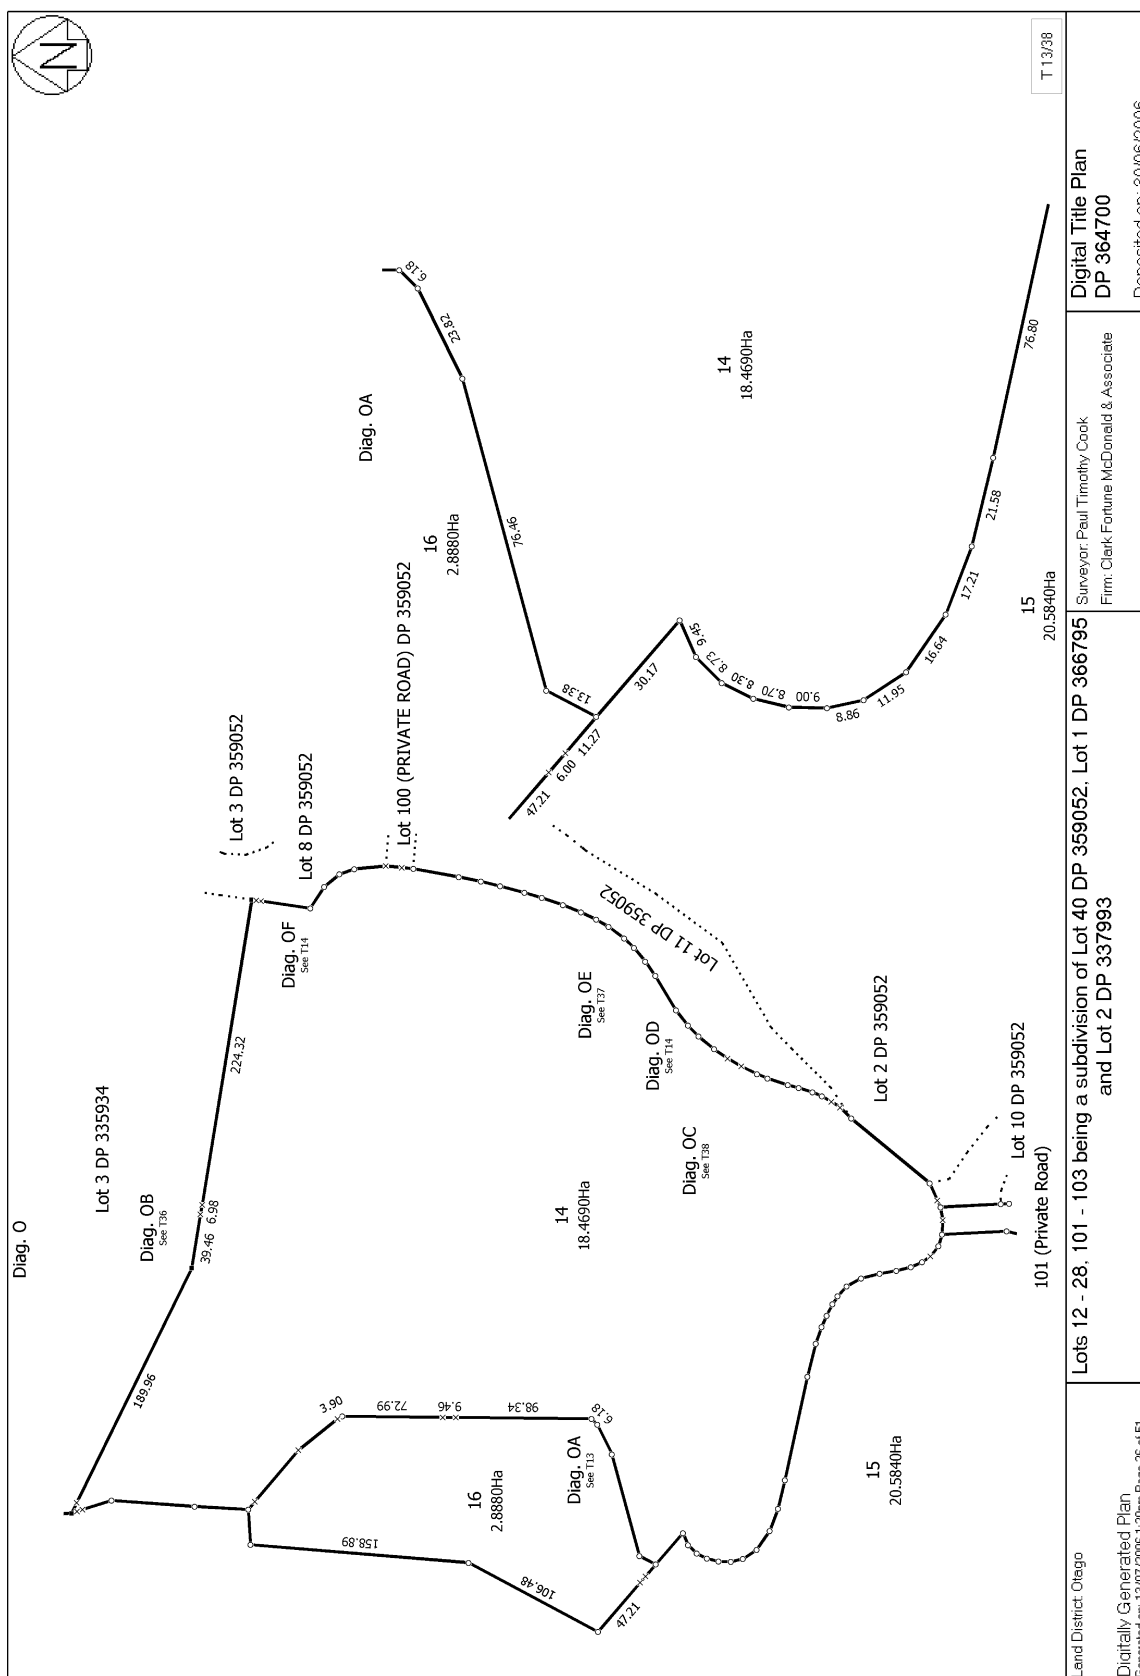 N
T 13/38
Diag. O
Lot 3 DP 335934
Diag. OB
See T36
189.96
39.46
6.98
224.32
Lot 3 DP 359052
Lot 8 DP 359052
Diag. OF
See T14
Lot 100 (PRIVATE ROAD) DP 359052
Diag. OE
See T37
Diag. OD
See T14
Diag. OC
See T38
Lot 11 DP 359052
Lot 2 DP 359052
Lot 10 DP 359052
101 (Private Road)
14
18.4690Ha
3.90
72.99
9.46
98.34
6.18
Diag. OA
See T13
16
2.8880Ha
158.89
106.48
47.21
15
20.5840Ha
Diag. OA
6.18
23.82
76.46
13.38
16
2.8880Ha
14
18.4690Ha
47.21
6.00
11.27
30.17
9.45
8.73
8.30
8.70
9.00
8.86
11.95
16.64
17.21
21.58
76.80
15
20.5840Ha
Land District: Otago
Digitally Generated Plan
Lots 12 - 28, 101 - 103 being a subdivision of Lot 40 DP 359052, Lot 1 DP 366795
and Lot 2 DP 337993
Surveyor: Paul Timothy Cook
Firm: Clark Fortune McDonald & Associate
Digital Title Plan
DP 364700
Deposited on: 30/06/2006